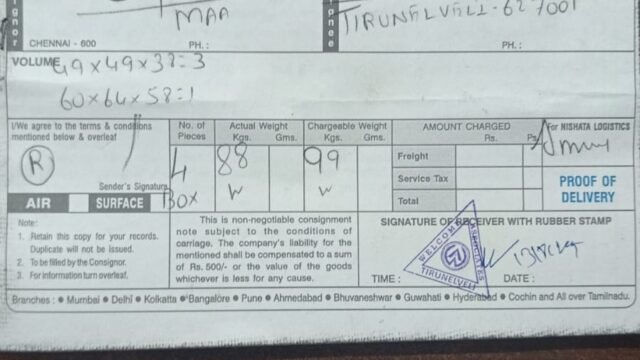 ignor
MAA
CHENNAI - 600
PH. :
gnee
TIRUNELVELI - 627001
PH. :
VOLUME
49 x 49 x 38 = 3
60 x 64 x 58 = 1
I/We agree to the terms & conditions
mentioned below & overleaf
R
Sender's Signature
AIR
SURFACE
No. of
Pieces
4
BOX
Actual Weight
Kgs.
Gms.
88
Chargeable Weight
Kgs.
Gms.
99
AMOUNT CHARGED
Rs.
Ps.
Freight
Service Tax
Total
For NISHATA LOGISTICS
PROOF OF
DELIVERY
Note:
1. Retain this copy for your records.
Duplicate will not be issued.
2. To be filled by the Consignor.
3. For information turn overleaf.
This is non-negotiable consignment
note subject to the conditions of
carriage. The company's liability for the
mentioned shall be compensated to a sum
of Rs.500/- or the value of the goods
whichever is less for any cause.
SIGNATURE OF RECEIVER WITH RUBBER STAMP
WELCOME
ASSOCIATES
TIRUNELVELI
TIME :
DATE :
Branches : ● Mumbai ● Delhi ● Kolkatta ● Bangalore ● Pune ● Ahmedabad ● Bhuvaneshwar ● Guwahati ● Hyderabad ● Cochin and All over Tamilnadu.